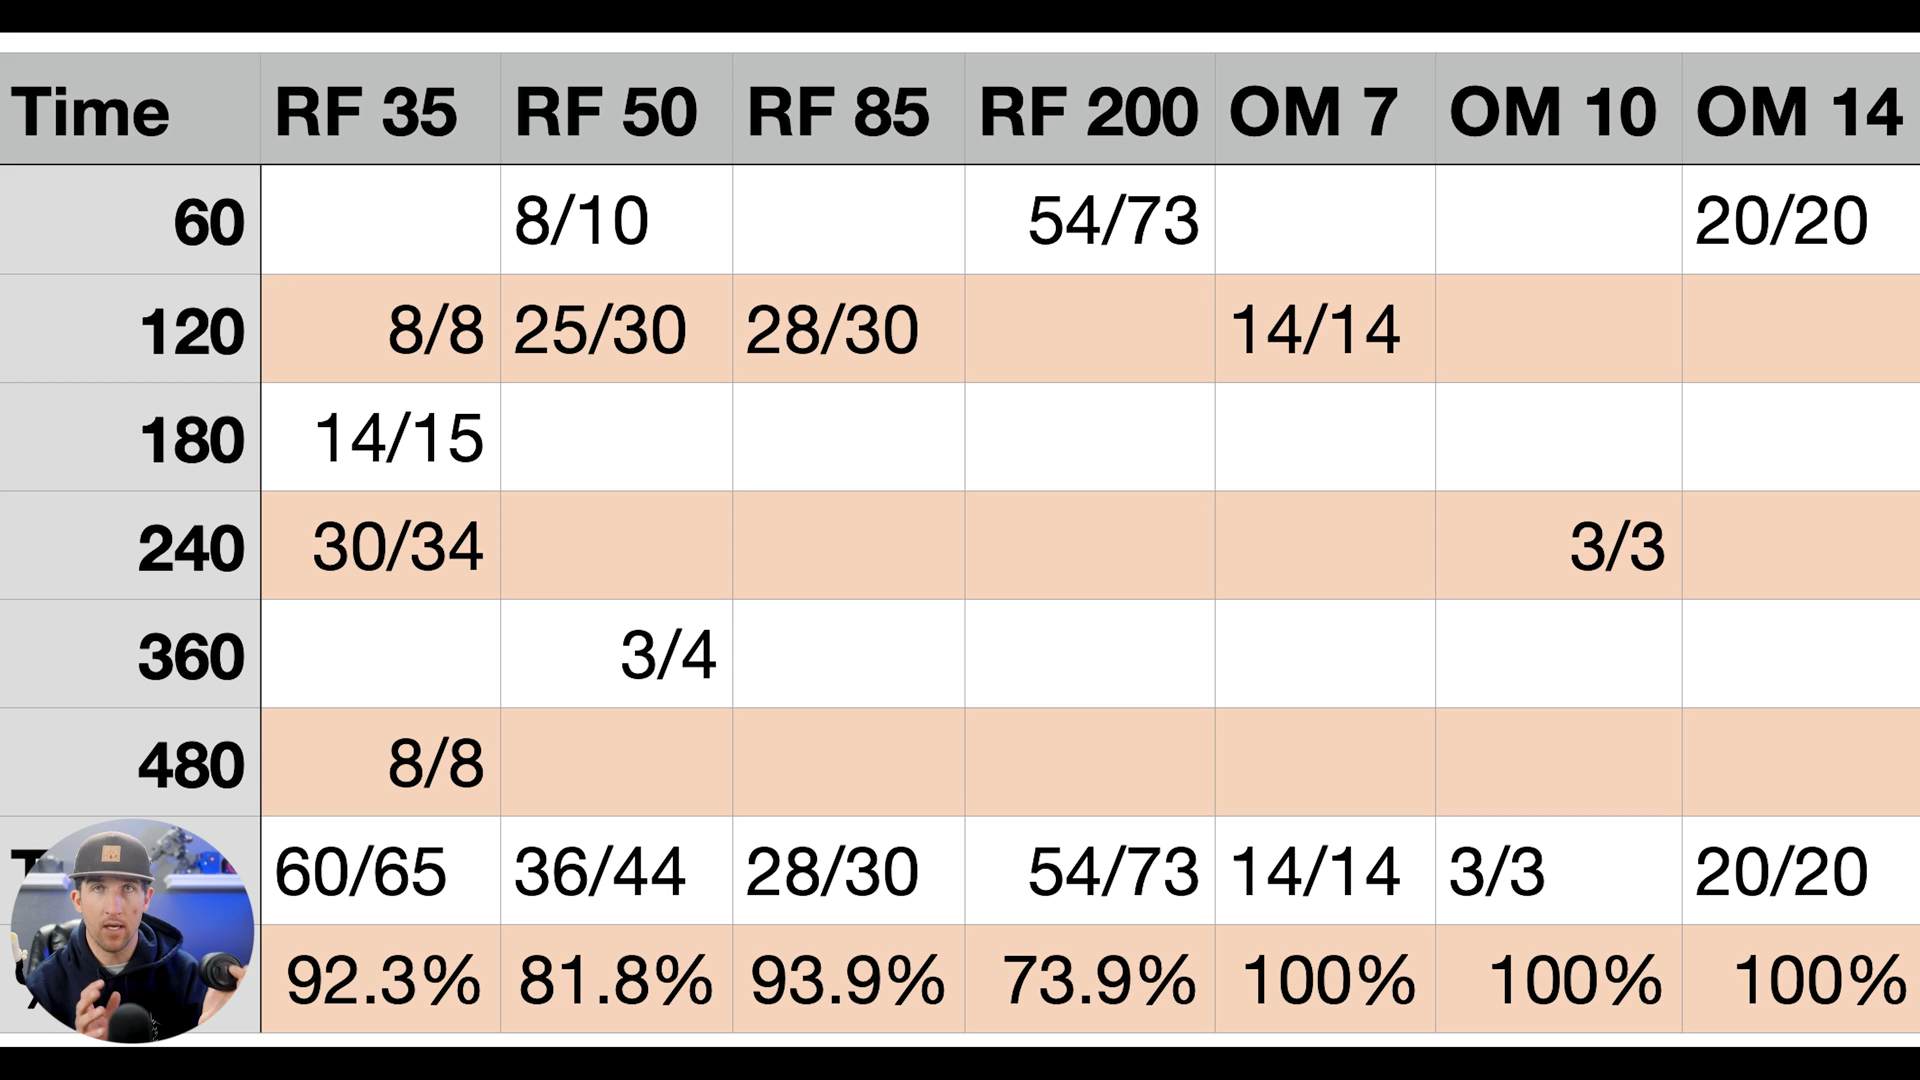 Time RF 35 RF 50 RF 85 RF 200 OM 7 OM 10 OM 14
60 8/10 54/73 20/20
120 8/8 25/30 28/30 14/14
180 14/15
240 30/34 3/3
360 3/4
480 8/8
60/65 36/44 28/30 54/73 14/14 3/3 20/20
92.3% 81.8% 93.9% 73.9% 100% 100% 100%